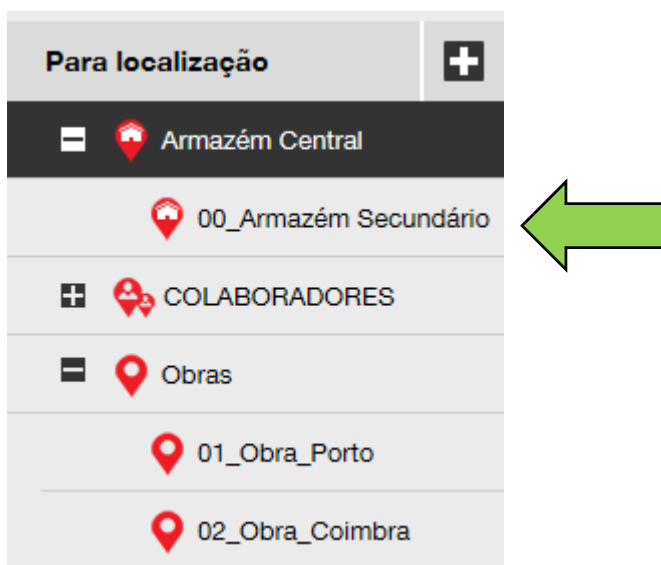 Para localização
Armazém Central
00_Armazém Secundário
COLABORADORES
Obras
01_Obra_Porto
02_Obra_Coimbra